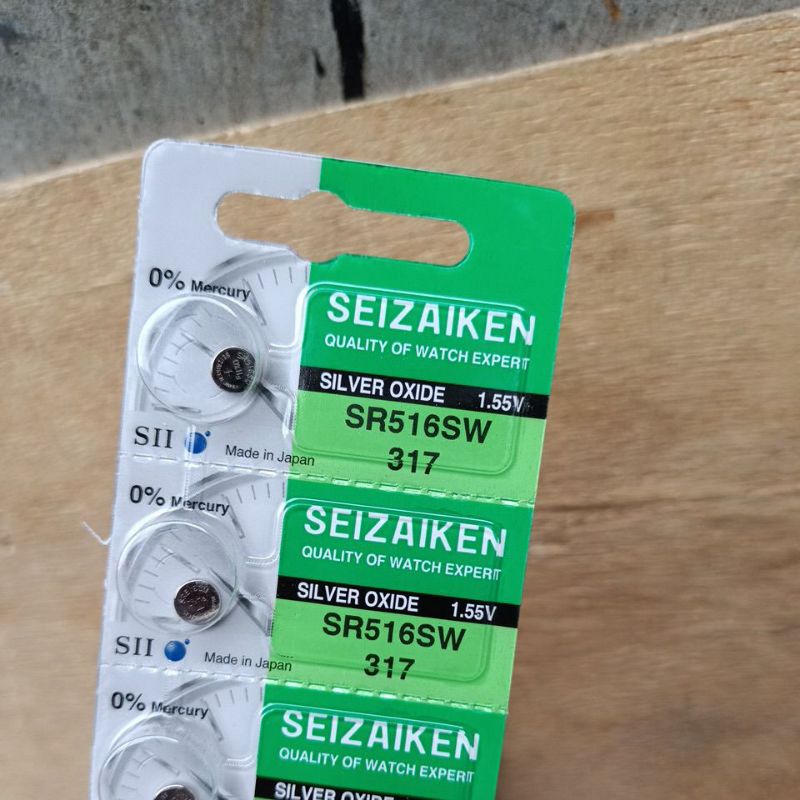 0% Mercury
SEIZAIKEN
QUALITY OF WATCH EXPERT
SILVER OXIDE 1.55V
SR516SW
317
SII
Made in Japan
0% Mercury
SEIZAIKEN
QUALITY OF WATCH EXPERT
SILVER OXIDE 1.55V
SR516SW
317
SII
Made in Japan
0% Mercury
SEIZAIKEN
QUALITY OF WATCH EXPERT
SILVER OXIDE